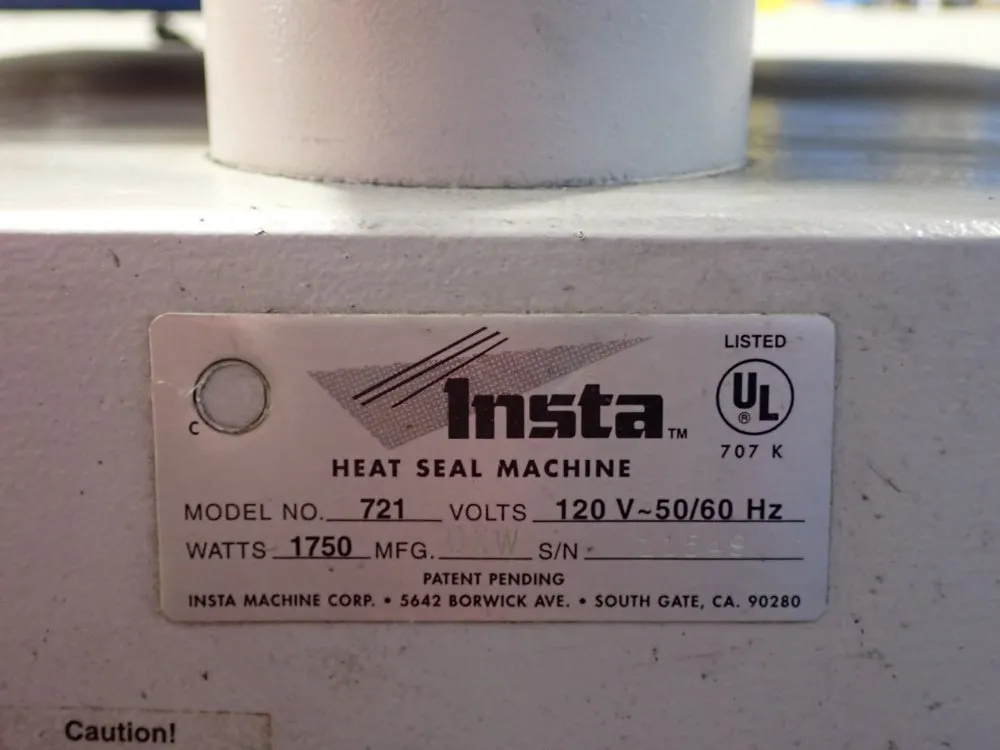 LISTED
UL
®
707 K
C
Insta™
HEAT SEAL MACHINE
MODEL NO. 721 VOLTS 120 V~50/60 Hz
WATTS 1750 MFG. S/N
PATENT PENDING
INSTA MACHINE CORP. • 5642 BORWICK AVE. • SOUTH GATE, CA. 90280
Caution!